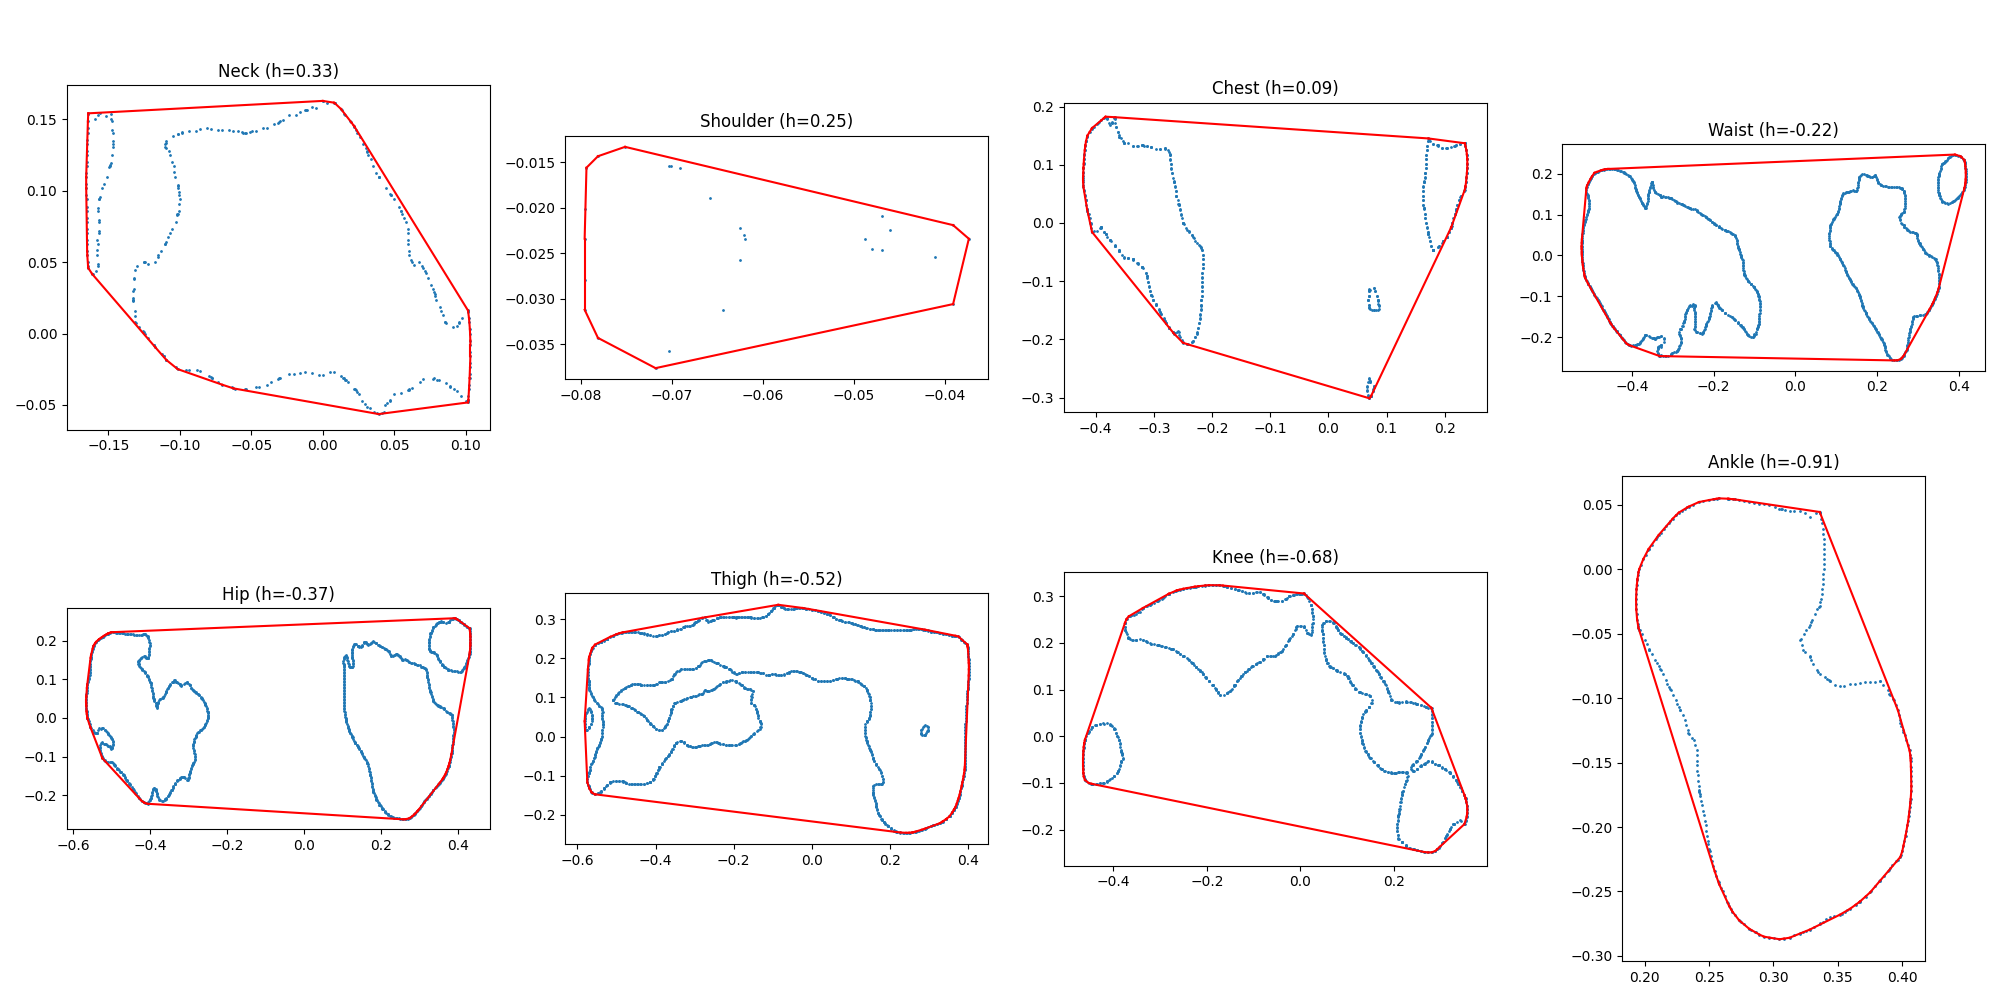 Neck (h=0.33)
0.15
0.10
0.05
0.00
−0.05
−0.15 −0.10 −0.05 0.00 0.05 0.10
Shoulder (h=0.25)
−0.015
−0.020
−0.025
−0.030
−0.035
−0.08 −0.07 −0.06 −0.05 −0.04
Chest (h=0.09)
0.2
0.1
0.0
−0.1
−0.2
−0.3
−0.4 −0.3 −0.2 −0.1 0.0 0.1 0.2
Waist (h=-0.22)
0.2
0.1
0.0
−0.1
−0.2
−0.4 −0.2 0.0 0.2 0.4
Hip (h=-0.37)
0.2
0.1
0.0
−0.1
−0.2
−0.6 −0.4 −0.2 0.0 0.2 0.4
Thigh (h=-0.52)
0.3
0.2
0.1
0.0
−0.1
−0.2
−0.6 −0.4 −0.2 0.0 0.2 0.4
Knee (h=-0.68)
0.3
0.2
0.1
0.0
−0.1
−0.2
−0.4 −0.2 0.0 0.2
Ankle (h=-0.91)
0.05
0.00
−0.05
−0.10
−0.15
−0.20
−0.25
−0.30
0.20 0.25 0.30 0.35 0.40